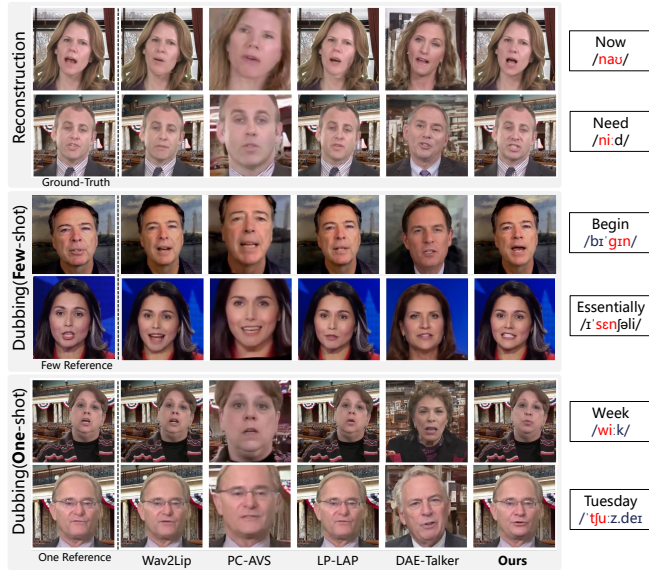 Reconstruction
Now
/naʊ/
Need
/niːd/
Ground-Truth
Dubbing(Few-shot)
Begin
/bɪˈgɪn/
Essentially
/ɪˈsɛnʃəli/
Few Reference
Dubbing(One-shot)
Week
/wiːk/
Tuesday
/ˈtʃuːz.deɪ/
One Reference
Wav2Lip
PC-AVS
LP-LAP
DAE-Talker
Ours